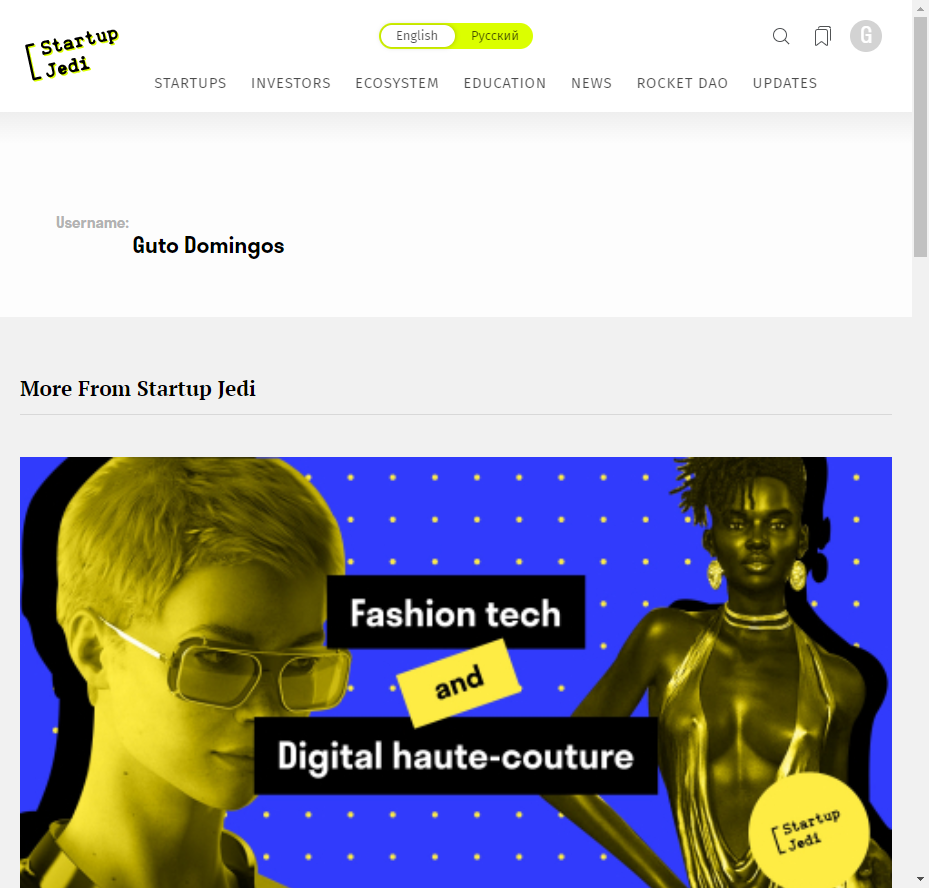 Startup
Jedi
English
Русский
G
STARTUPS
INVESTORS
ECOSYSTEM
EDUCATION
NEWS
ROCKET DAO
UPDATES
Username:
Guto Domingos
More From Startup Jedi
Fashion tech
and
Digital haute-couture
Startup
Jedi